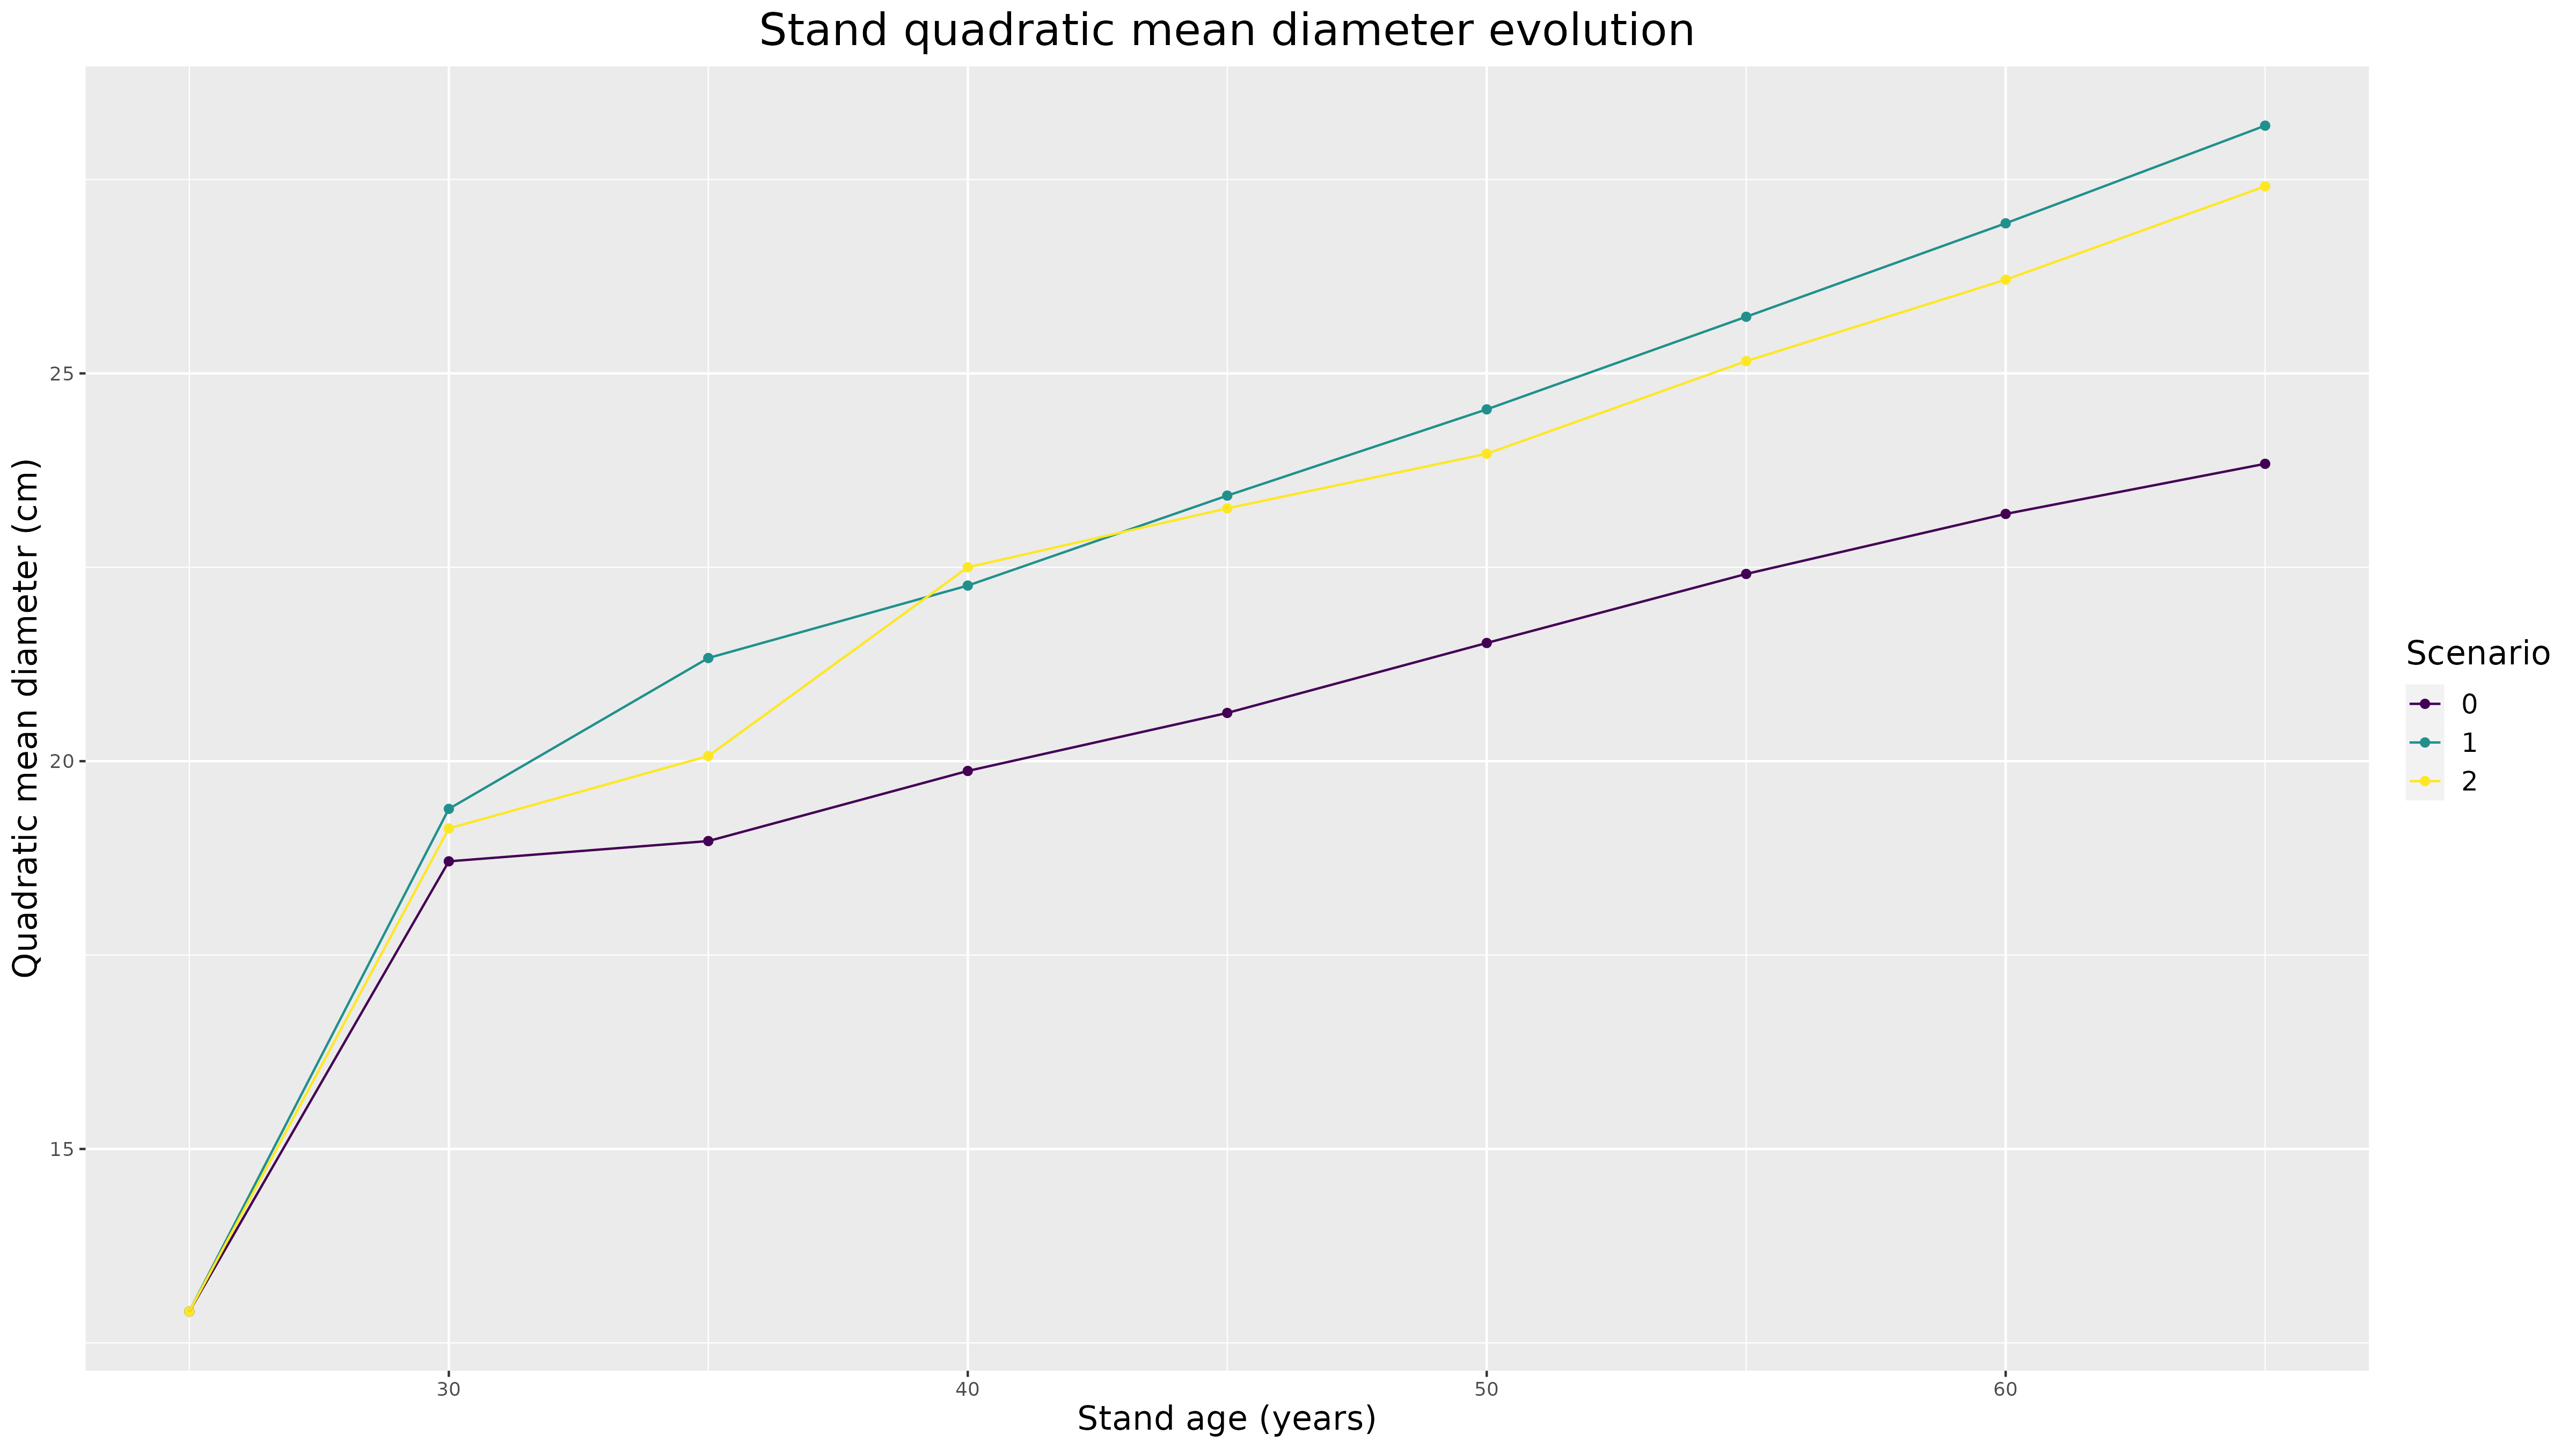 Stand quadratic mean diameter evolution
Quadratic mean diameter (cm)
25
20
15
30
40
50
60
Stand age (years)
Scenario
0
1
2